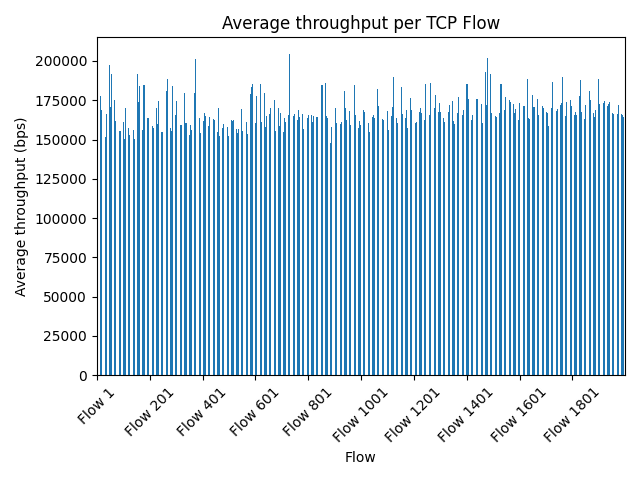 Average throughput per TCP Flow
Average throughput (bps)
200000
175000
150000
125000
100000
75000
50000
25000
0
Flow 1
Flow 201
Flow 401
Flow 601
Flow 801
Flow 1001
Flow 1201
Flow 1401
Flow 1601
Flow 1801
Flow